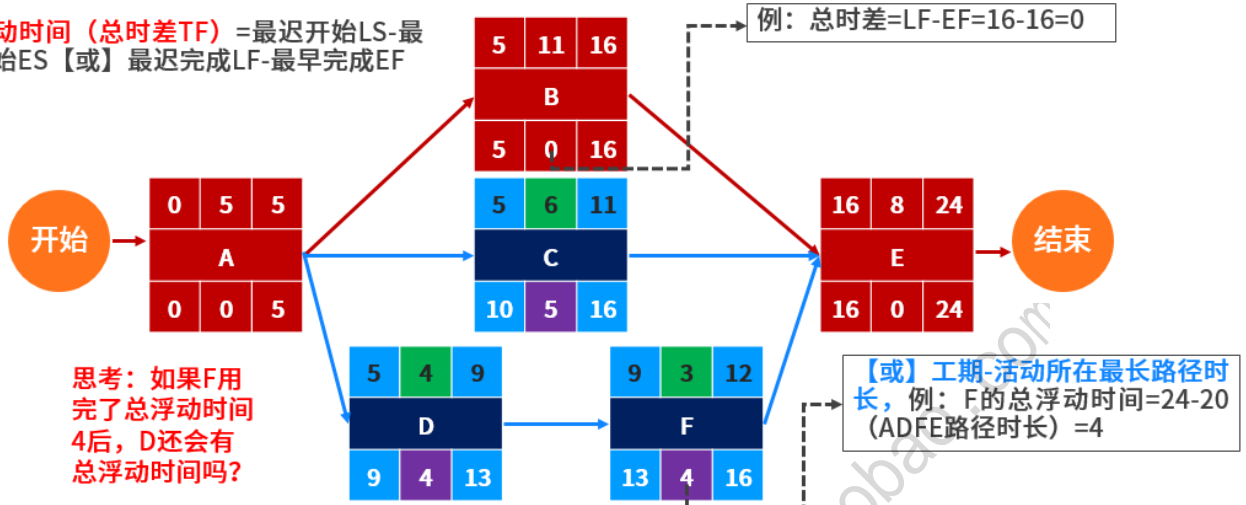 动时间（总时差TF）=最迟开始LS-最
始ES【或】最迟完成LF-最早完成EF
例：总时差=LF-EF=16-16=0
5 11 16
B
5 0 16
开始
0 5 5
A
0 0 5
5 6 11
C
10 5 16
16 8 24
E
16 0 24
结束
思考：如果F用
完了总浮动时间
4后，D还会有
总浮动时间吗？
5 4 9
D
9 4 13
9 3 12
F
13 4 16
【或】工期-活动所在最长路径时
长，例：F的总浮动时间=24-20
（ADFE路径时长）=4